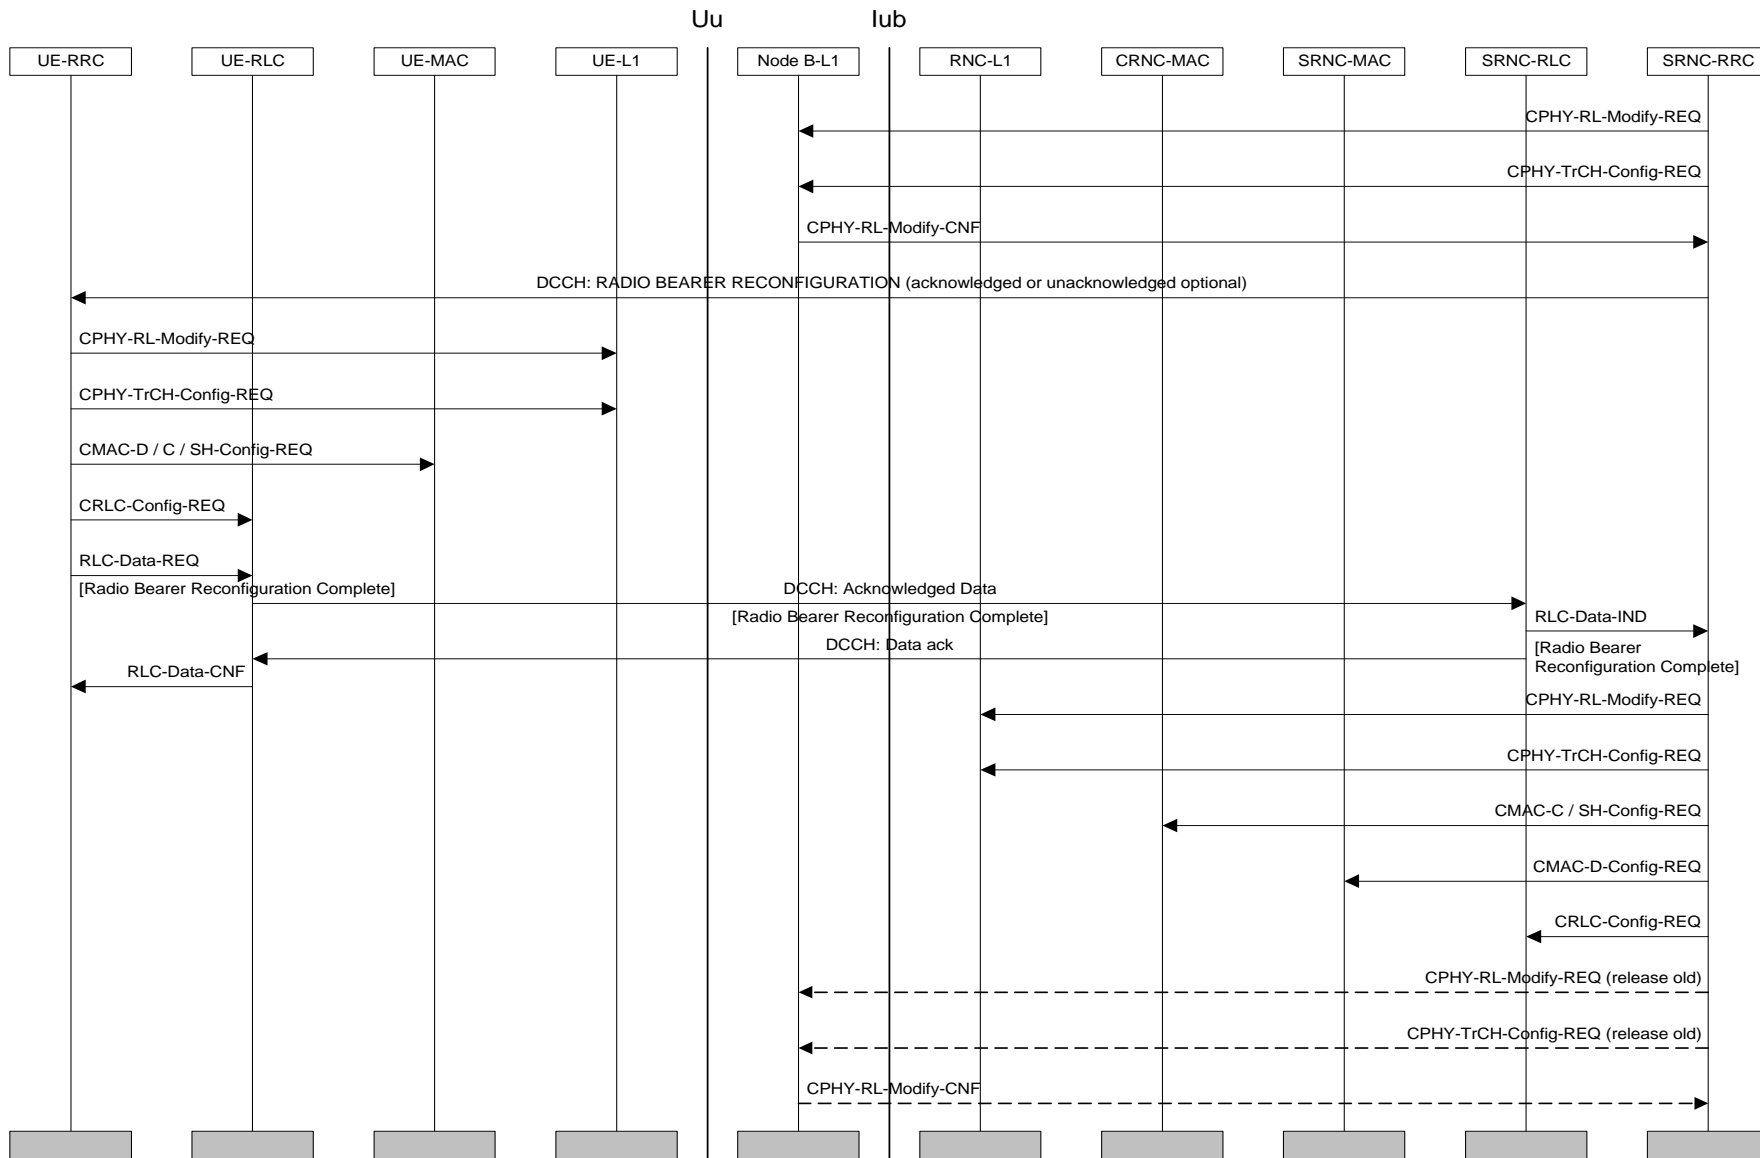 Uu
Iub
UE-RRC
UE-RLC
UE-MAC
UE-L1
Node B-L1
RNC-L1
CRNC-MAC
SRNC-MAC
SRNC-RLC
SRNC-RRC
CPHY-RL-Modify-REQ
CPHY-TrCH-Config-REQ
CPHY-RL-Modify-CNF
DCCH: RADIO BEARER RECONFIGURATION (acknowledged or unacknowledged optional)
CPHY-RL-Modify-REQ
CPHY-TrCH-Config-REQ
CMAC-D / C / SH-Config-REQ
CRLC-Config-REQ
RLC-Data-REQ
[Radio Bearer Reconfiguration Complete]
DCCH: Acknowledged Data
[Radio Bearer Reconfiguration Complete]
RLC-Data-IND
[Radio Bearer
Reconfiguration Complete]
DCCH: Data ack
RLC-Data-CNF
CPHY-RL-Modify-REQ
CPHY-TrCH-Config-REQ
CMAC-C / SH-Config-REQ
CMAC-D-Config-REQ
CRLC-Config-REQ
CPHY-RL-Modify-REQ (release old)
CPHY-TrCH-Config-REQ (release old)
CPHY-RL-Modify-CNF